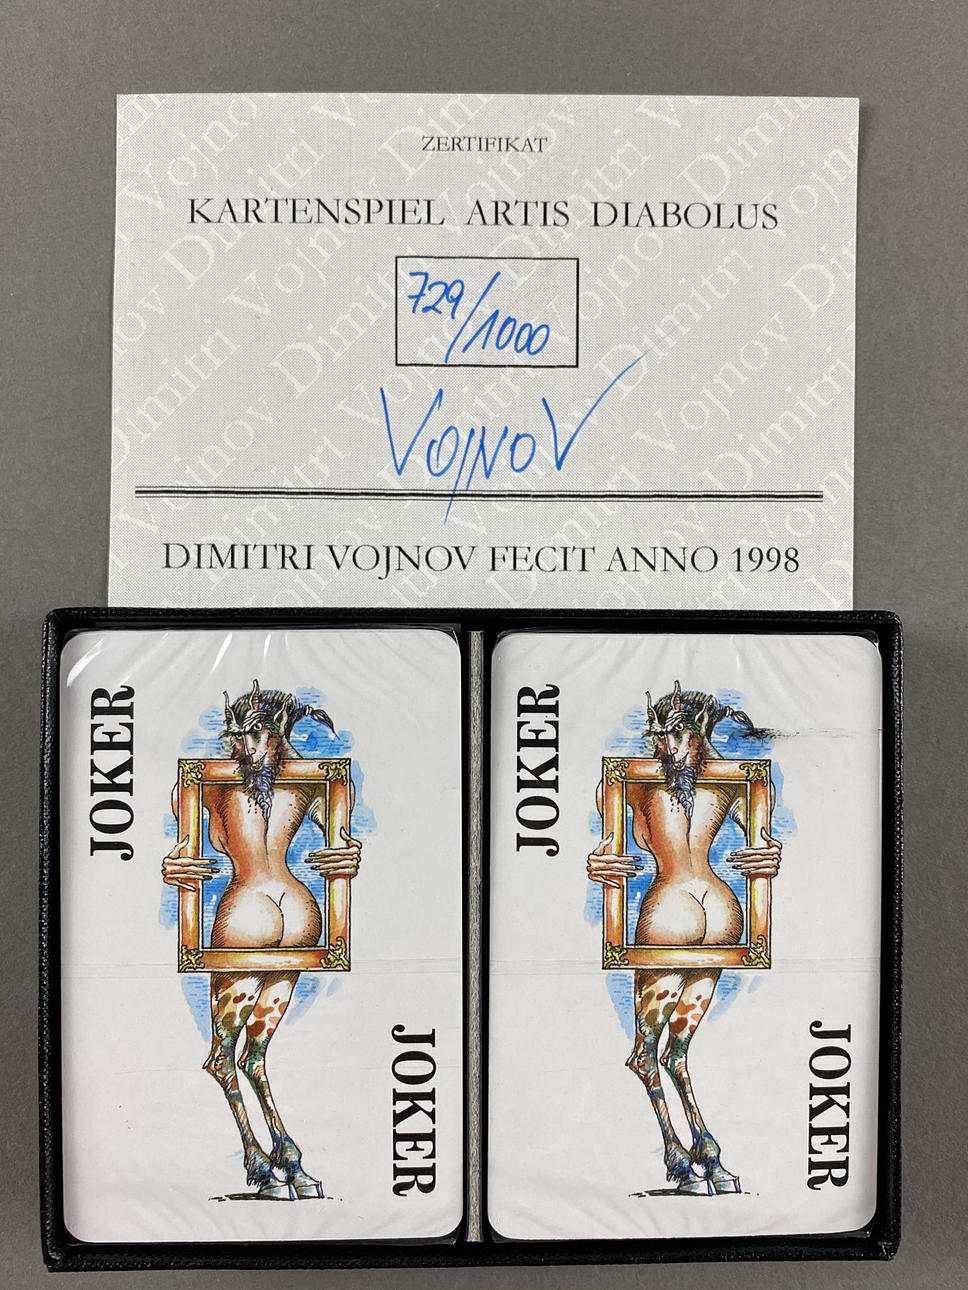 ZERTIFIKAT
KARTENSPIEL ARTIS DIABOLUS
729/1000
VOJNOV
DIMITRI VOJNOV FECIT ANNO 1998
JOKER
JOKER
JOKER
JOKER